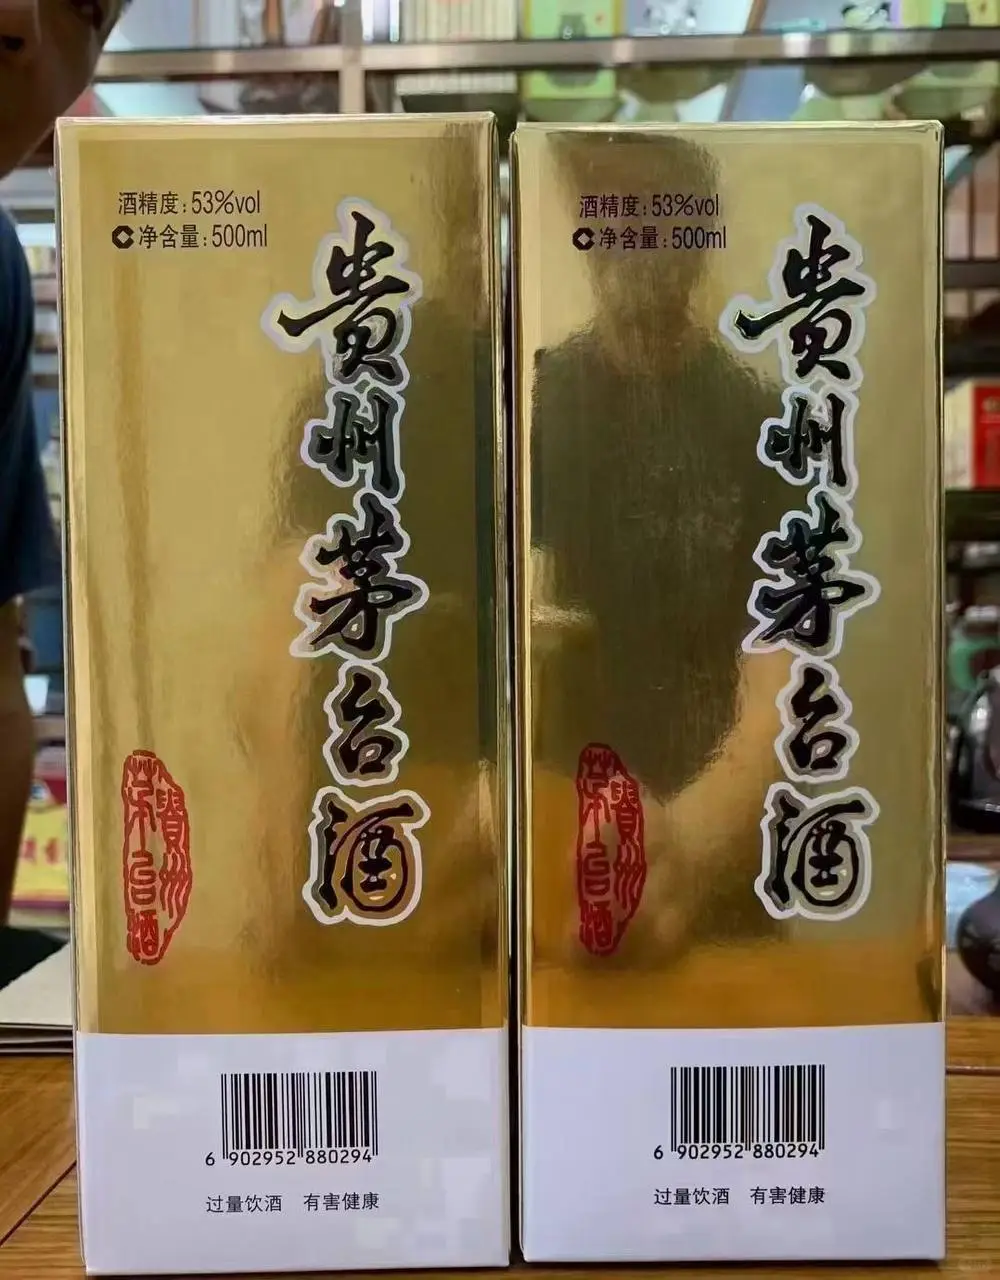 酒精度:53%vol
净含量:500ml
贵州茅台酒
貴州
茅台酒
6 902952 880294
过量饮酒 有害健康
酒精度:53%vol
净含量:500ml
贵州茅台酒
貴州
茅台酒
6 902952 880294
过量饮酒 有害健康